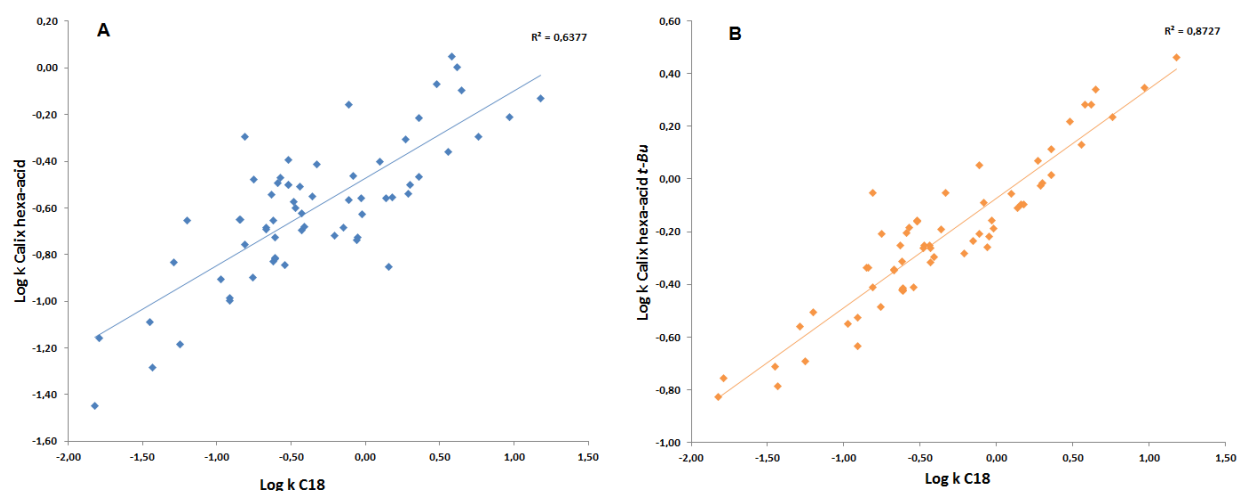 A
R² = 0,6377
0,20
0,00
-0,20
-0,40
-0,60
-0,80
-1,00
-1,20
-1,40
-1,60
-2,00 -1,50 -1,00 -0,50 0,00 0,50 1,00 1,50
Log k C18
Log k Calix hexa-acid
B
R² = 0,8727
0,60
0,40
0,20
0,00
-0,20
-0,40
-0,60
-0,80
-1,00
-2,00 -1,50 -1,00 -0,50 0,00 0,50 1,00 1,50
Log k C18
Log k Calix hexa-acid t-Bu